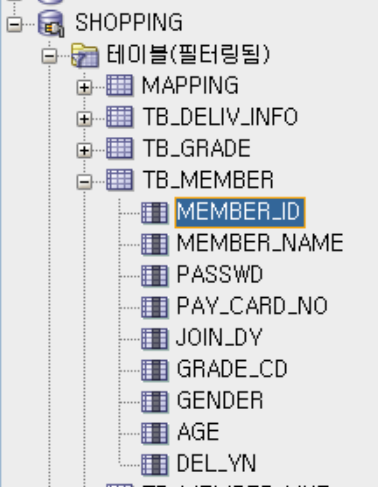 SHOPPING
테이블(필터링됨)
MAPPING
TB_DELIV_INFO
TB_GRADE
TB_MEMBER
MEMBER_ID
MEMBER_NAME
PASSWD
PAY_CARD_NO
JOIN_DY
GRADE_CD
GENDER
AGE
DEL_YN